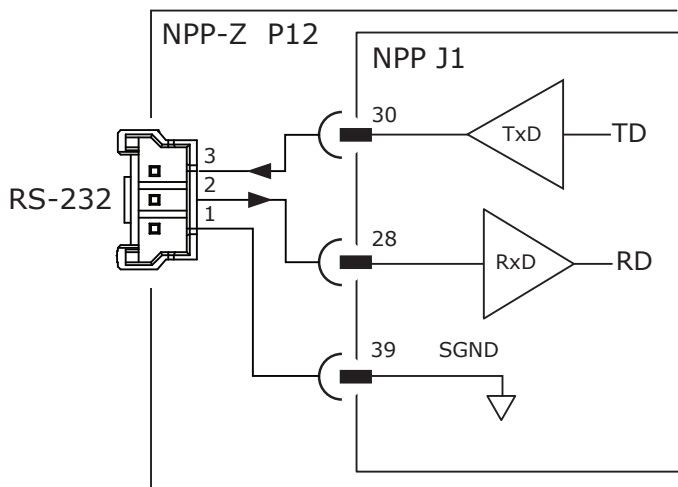 NPP-Z P12
NPP J1
30
TxD
TD
3
2
RS-232
1
28
RxD
RD
39
SGND